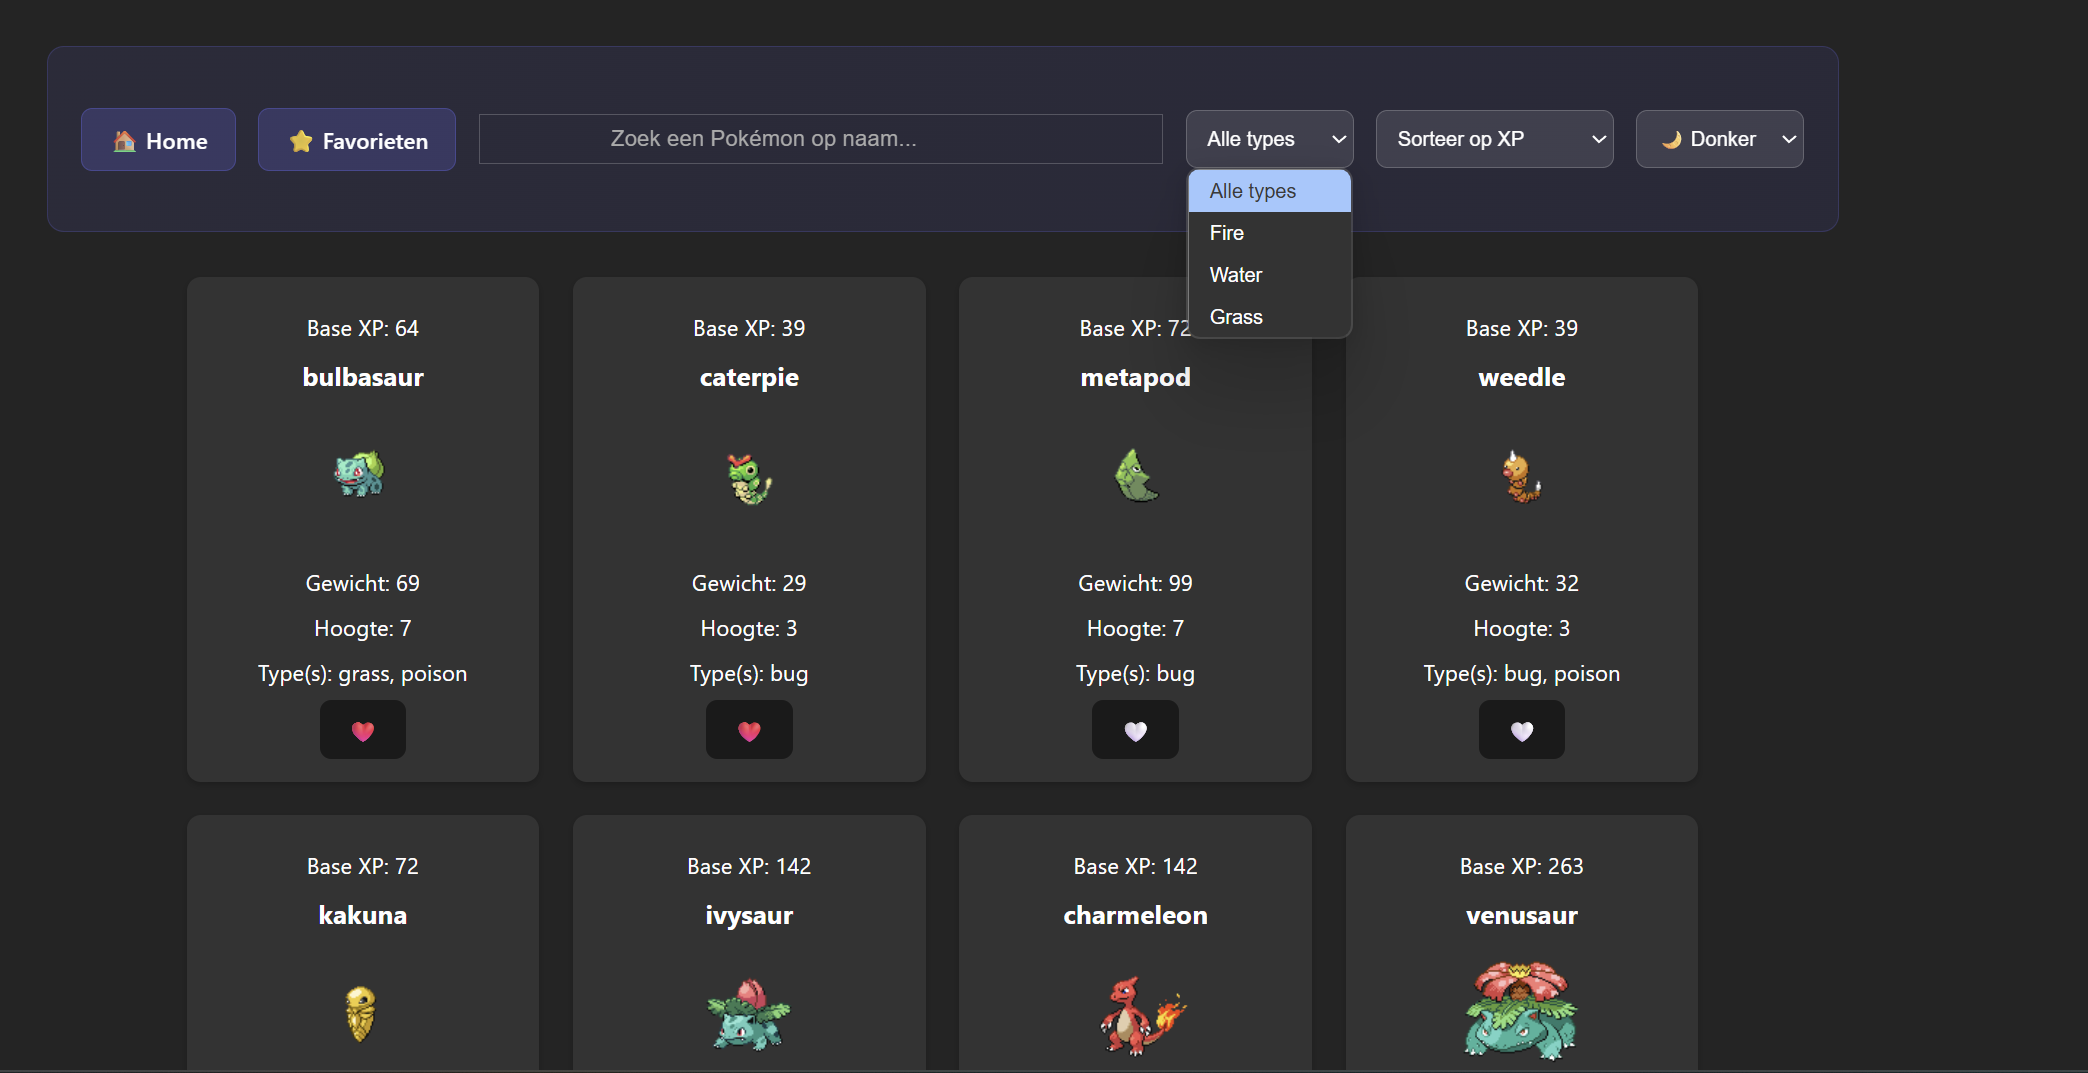 Home
Favorieten
Zoek een Pokémon op naam...
Alle types
Sorteer op XP
Donker
Alle types
Fire
Water
Grass
Base XP: 64
bulbasaur
Gewicht: 69
Hoogte: 7
Type(s): grass, poison
Base XP: 39
caterpie
Gewicht: 29
Hoogte: 3
Type(s): bug
Base XP: 72
metapod
Gewicht: 99
Hoogte: 7
Type(s): bug
Base XP: 39
weedle
Gewicht: 32
Hoogte: 3
Type(s): bug, poison
Base XP: 72
kakuna
Base XP: 142
ivysaur
Base XP: 142
charmeleon
Base XP: 263
venusaur